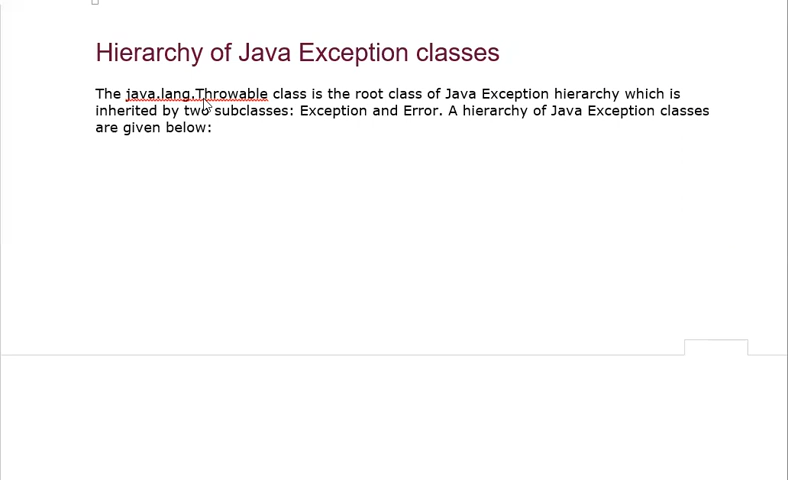 Hierarchy of Java Exception classes
The java.lang.Throwable class is the root class of Java Exception hierarchy which is
inherited by two subclasses: Exception and Error. A hierarchy of Java Exception classes
are given below: